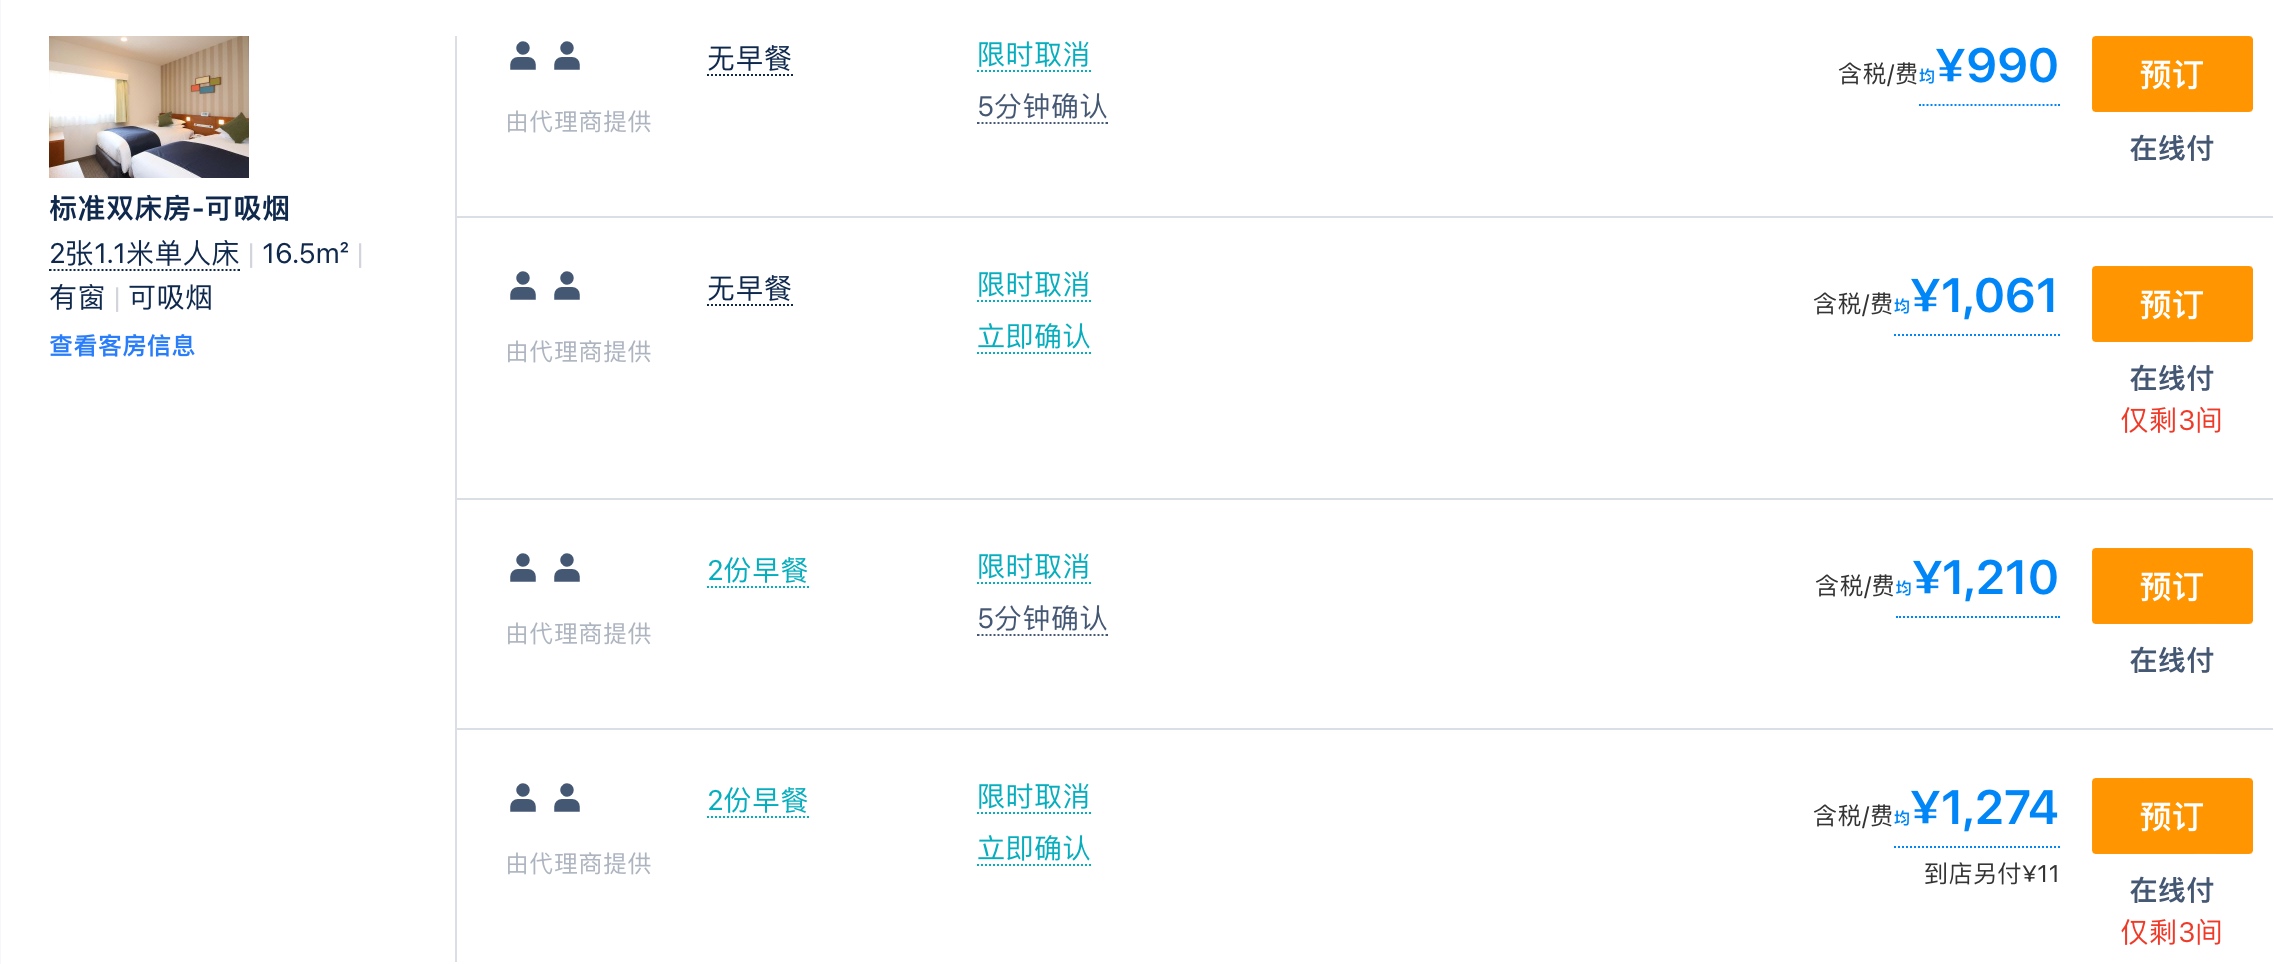 标准双床房-可吸烟
2张1.1米单人床 | 16.5m² |
有窗 | 可吸烟
查看客房信息
由代理商提供
无早餐
限时取消
5分钟确认
含税/费均¥990
预订
在线付
由代理商提供
无早餐
限时取消
立即确认
含税/费均¥1,061
预订
在线付
仅剩3间
由代理商提供
2份早餐
限时取消
5分钟确认
含税/费均¥1,210
预订
在线付
由代理商提供
2份早餐
限时取消
立即确认
含税/费均¥1,274
到店另付¥11
预订
在线付
仅剩3间